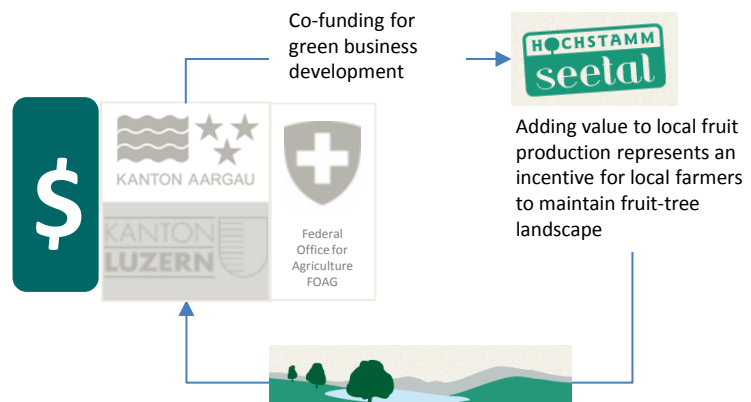 Co-funding for
green business
development
HOCHSTAMM
seetal
Adding value to local fruit
production represents an
incentive for local farmers
to maintain fruit-tree
landscape
$
KANTON AARGAU
KANTON
LUZERN
Federal
Office for
Agriculture
FOAG